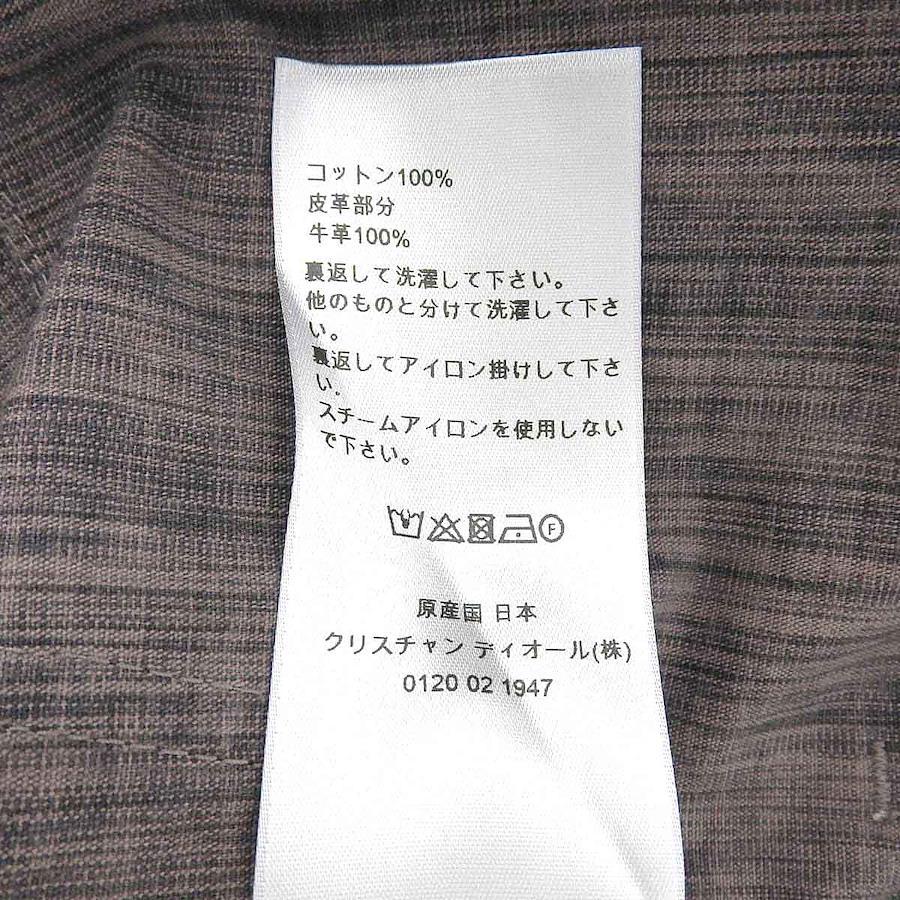 コットン100%
皮革部分
牛革100%
裏返して洗濯して下さい。
他のものと分けて洗濯して下さ
い。
裏返してアイロン掛けして下さ
い。
スチームアイロンを使用しない
で下さい。
F
原産国 日本
クリスチャン ディオール(株)
0120 02 1947